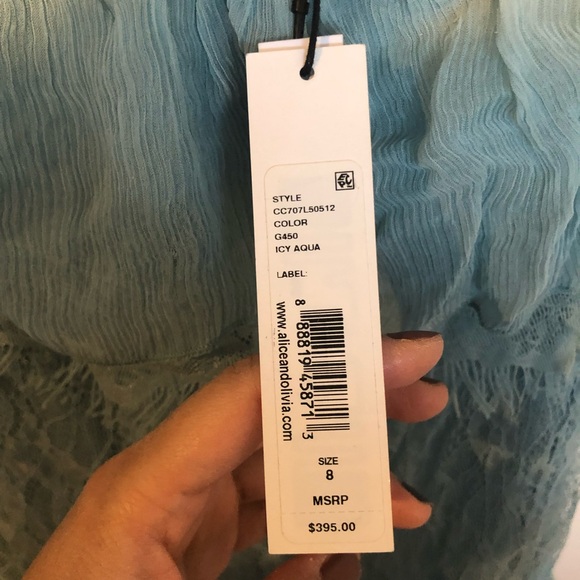 STYLE
CC707L50512
COLOR
G450
ICY AQUA
LABEL:
8 88819 45871 3
www.aliceandolivia.com
SIZE
8
MSRP
$395.00